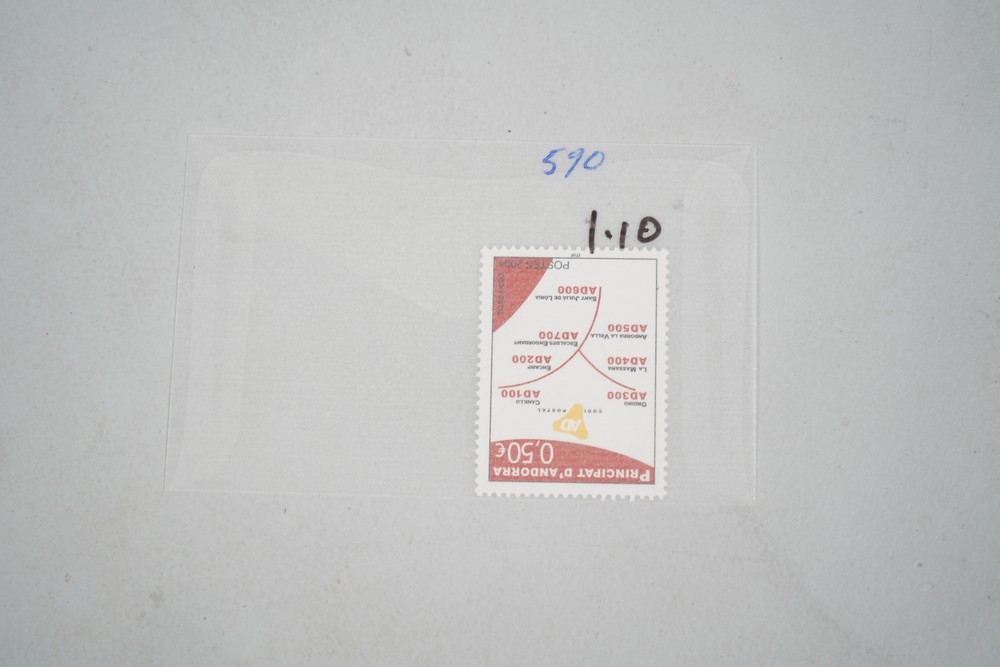 590
1.10
PRINCIPAT D'ANDORRA
0,50€
AD
CODI POSTAL
ORDINO
AD300
CANILLO
AD100
LA MASSANA
AD400
ENCAMP
AD200
ANDORRA LA VELLA
AD500
ESCALDES-ENGORDANY
AD700
SANT JULIÀ DE LÒRIA
AD600
POSTES 2004